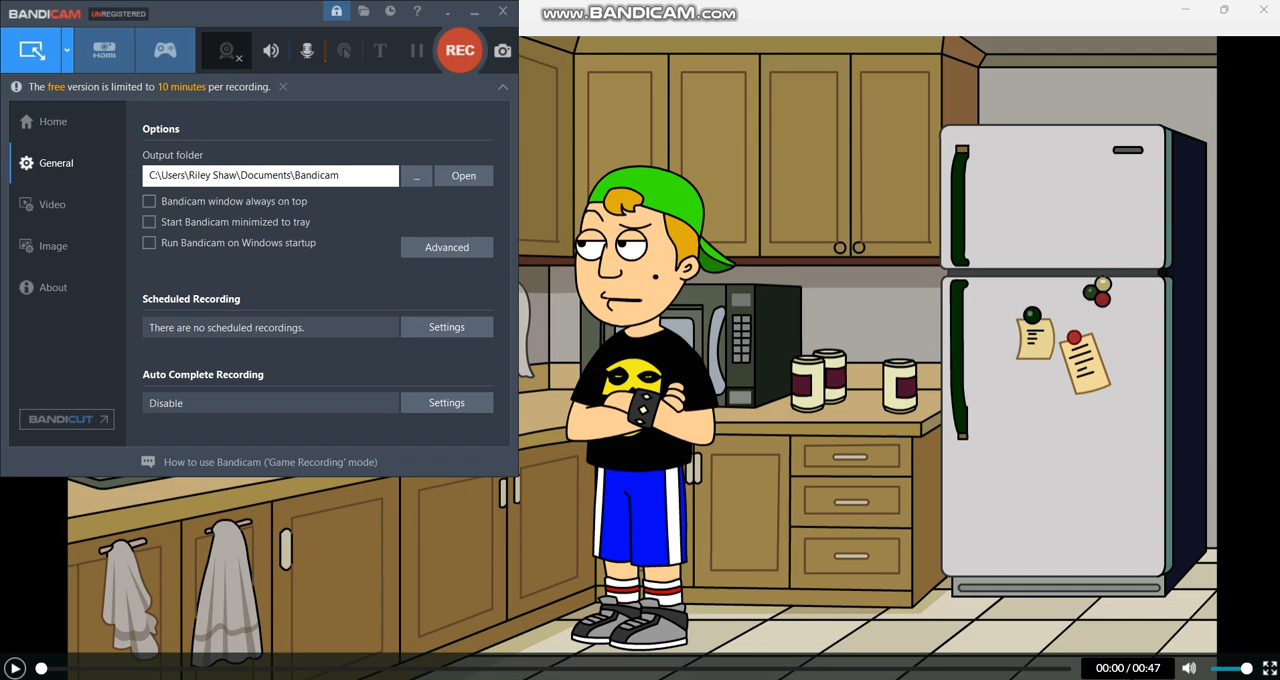 BANDICAM UNREGISTERED
www.BANDICAM.com
HDMI
T
REC
The free version is limited to 10 minutes per recording.
Home
General
Video
Image
About
BANDICUT
Options
Output folder
C:\Users\Riley Shaw\Documents\Bandicam
...
Open
Bandicam window always on top
Start Bandicam minimized to tray
Run Bandicam on Windows startup
Advanced
Scheduled Recording
There are no scheduled recordings.
Settings
Auto Complete Recording
Disable
Settings
How to use Bandicam ('Game Recording' mode)
00:00 / 00:47